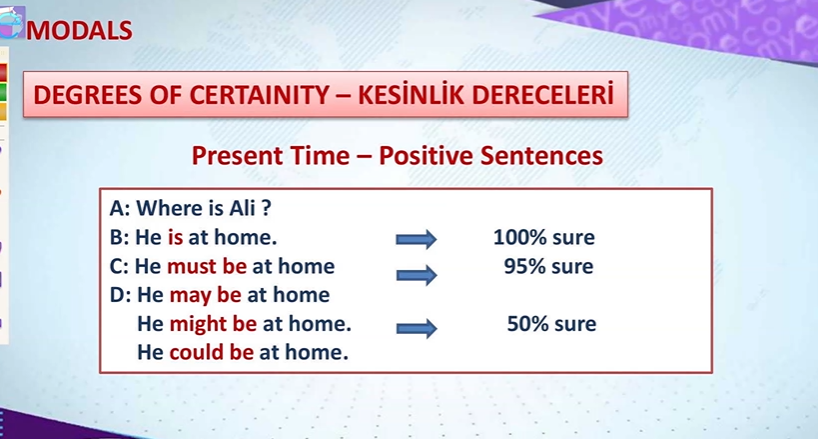 MODALS
DEGREES OF CERTAINITY – KESİNLİK DERECELERİ
Present Time – Positive Sentences
A: Where is Ali ?
B: He is at home. 100% sure
C: He must be at home 95% sure
D: He may be at home
He might be at home. 50% sure
He could be at home.